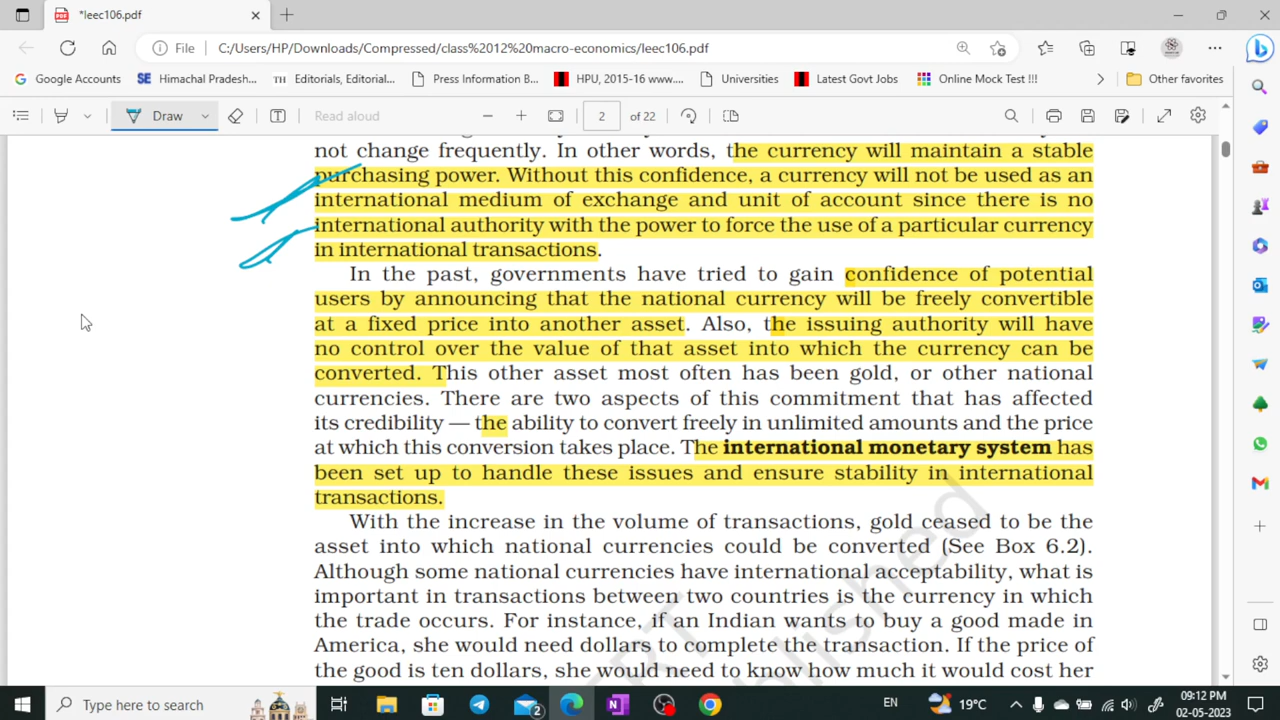 *leec106.pdf
File
C:/Users/HP/Downloads/Compressed/class%2012%20macro-economics/leec106.pdf
Google Accounts
SE Himachal Pradesh...
TH Editorials, Editorial...
Press Information B...
HPU, 2015-16 www....
Universities
Latest Govt Jobs
Online Mock Test !!!
Other favorites
Draw
Read aloud
2 of 22
not change frequently. In other words, the currency will maintain a stable
purchasing power. Without this confidence, a currency will not be used as an
international medium of exchange and unit of account since there is no
international authority with the power to force the use of a particular currency
in international transactions.
In the past, governments have tried to gain confidence of potential
users by announcing that the national currency will be freely convertible
at a fixed price into another asset. Also, the issuing authority will have
no control over the value of that asset into which the currency can be
converted. This other asset most often has been gold, or other national
currencies. There are two aspects of this commitment that has affected
its credibility — the ability to convert freely in unlimited amounts and the price
at which this conversion takes place. The international monetary system has
been set up to handle these issues and ensure stability in international
transactions.
With the increase in the volume of transactions, gold ceased to be the
asset into which national currencies could be converted (See Box 6.2).
Although some national currencies have international acceptability, what is
important in transactions between two countries is the currency in which
the trade occurs. For instance, if an Indian wants to buy a good made in
America, she would need dollars to complete the transaction. If the price of
the good is ten dollars, she would need to know how much it would cost her
Type here to search
2
EN
19°C
09:12 PM
02-05-2023